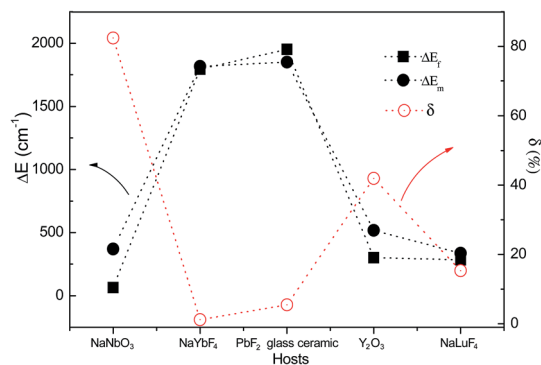 2000
1500
1000
500
0
ΔE (cm⁻¹)
80
60
40
20
0
δ (%)
ΔE_f
ΔE_m
δ
NaNbO₃ NaYbF₄ PbF₂ glass ceramic Y₂O₃ NaLuF₄
Hosts